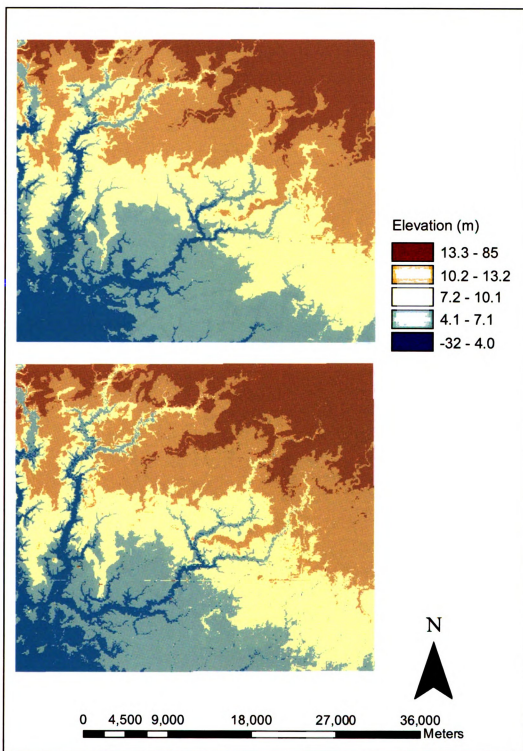 Elevation (m)
13.3 - 85
10.2 - 13.2
7.2 - 10.1
4.1 - 7.1
-32 - 4.0
N
0 4,500 9,000 18,000 27,000 36,000
Meters